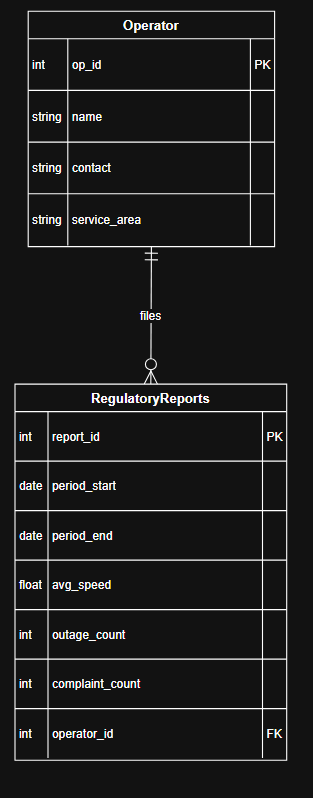 Operator
int op_id PK
string name
string contact
string service_area
files
RegulatoryReports
int report_id PK
date period_start
date period_end
float avg_speed
int outage_count
int complaint_count
int operator_id FK